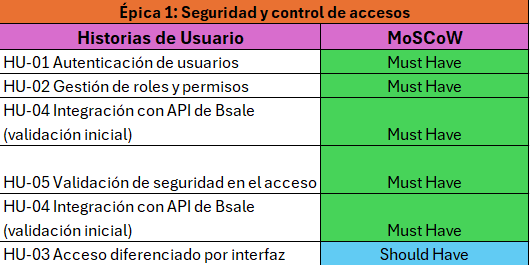 Épica 1: Seguridad y control de accesos
Historias de Usuario MoSCoW
HU-01 Autenticación de usuarios Must Have
HU-02 Gestión de roles y permisos Must Have
HU-04 Integración con API de Bsale
(validación inicial) Must Have
HU-05 Validación de seguridad en el acceso Must Have
HU-04 Integración con API de Bsale
(validación inicial) Must Have
HU-03 Acceso diferenciado por interfaz Should Have